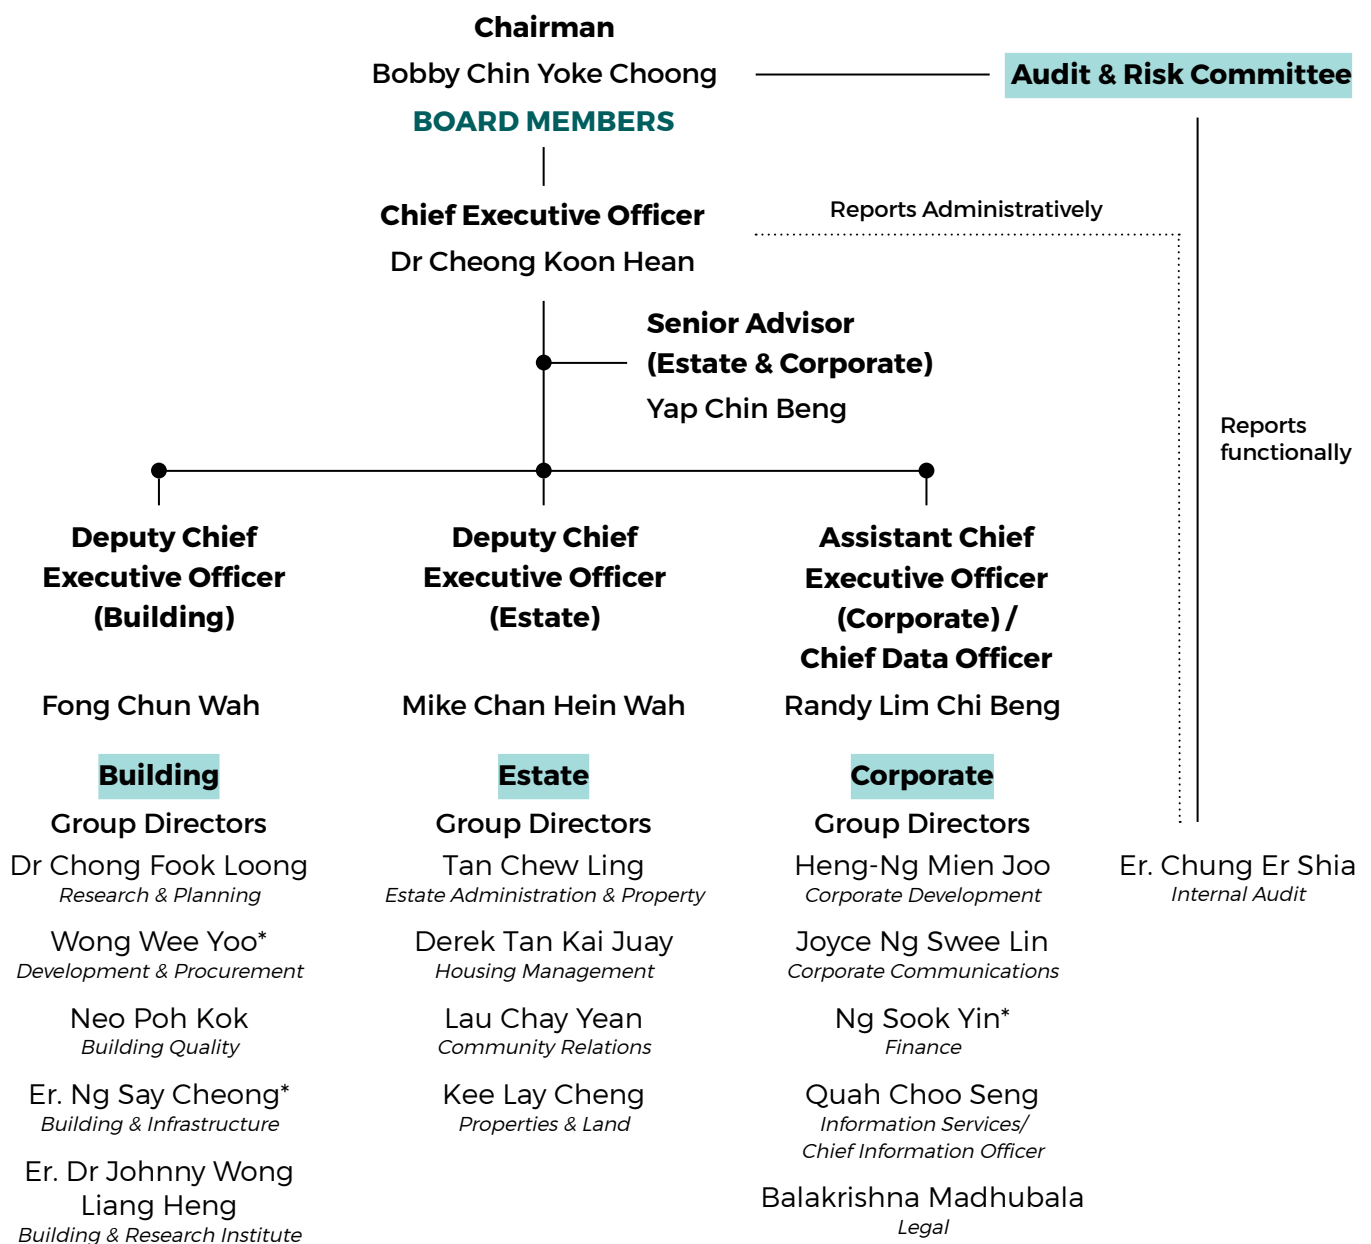 Chairman
Bobby Chin Yoke Choong
Audit & Risk Committee
BOARD MEMBERS
Chief Executive Officer
Dr Cheong Koon Hean
Reports Administratively
Senior Advisor
(Estate & Corporate)
Yap Chin Beng
Reports
functionally
Deputy Chief
Executive Officer
(Building)
Fong Chun Wah
Deputy Chief
Executive Officer
(Estate)
Mike Chan Hein Wah
Assistant Chief
Executive Officer
(Corporate) /
Chief Data Officer
Randy Lim Chi Beng
Building
Group Directors
Dr Chong Fook Loong
Research & Planning
Wong Wee Yoo*
Development & Procurement
Neo Poh Kok
Building Quality
Er. Ng Say Cheong*
Building & Infrastructure
Er. Dr Johnny Wong
Liang Heng
Building & Research Institute
Estate
Group Directors
Tan Chew Ling
Estate Administration & Property
Derek Tan Kai Juay
Housing Management
Lau Chay Yean
Community Relations
Kee Lay Cheng
Properties & Land
Corporate
Group Directors
Heng-Ng Mien Joo
Corporate Development
Joyce Ng Swee Lin
Corporate Communications
Ng Sook Yin*
Finance
Quah Choo Seng
Information Services/
Chief Information Officer
Balakrishna Madhubala
Legal
Er. Chung Er Shia
Internal Audit